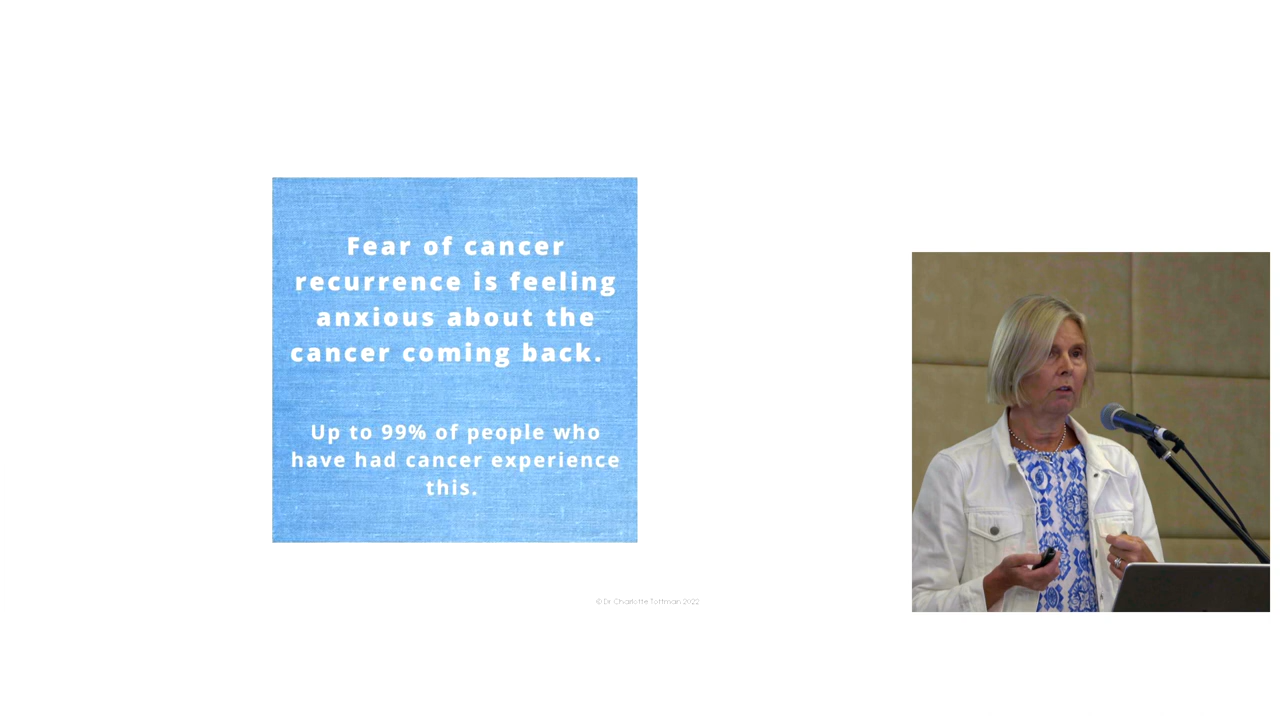 Fear of cancer
recurrence is feeling
anxious about the
cancer coming back.
Up to 99% of people who
have had cancer experience
this.
© Dr Charlotte Tottman 2022